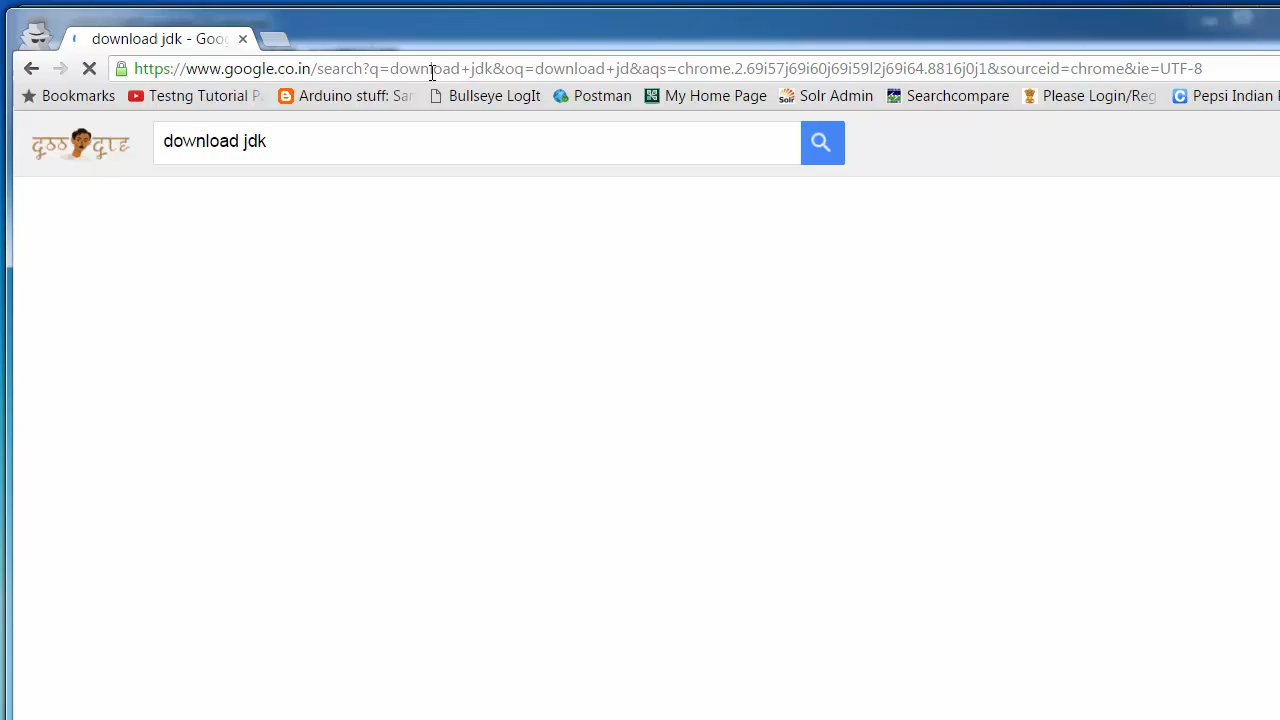 download jdk - Goo
https://www.google.co.in/search?q=download+jdk&oq=download+jd&aqs=chrome.2.69i57j69i60j69i59l2j69i64.8816j0j1&sourceid=chrome&ie=UTF-8
Bookmarks Testng Tutorial P Arduino stuff: Sa Bullseye LogIt Postman My Home Page Solr Admin Searchcompare Please Login/Reg Pepsi Indian
download jdk